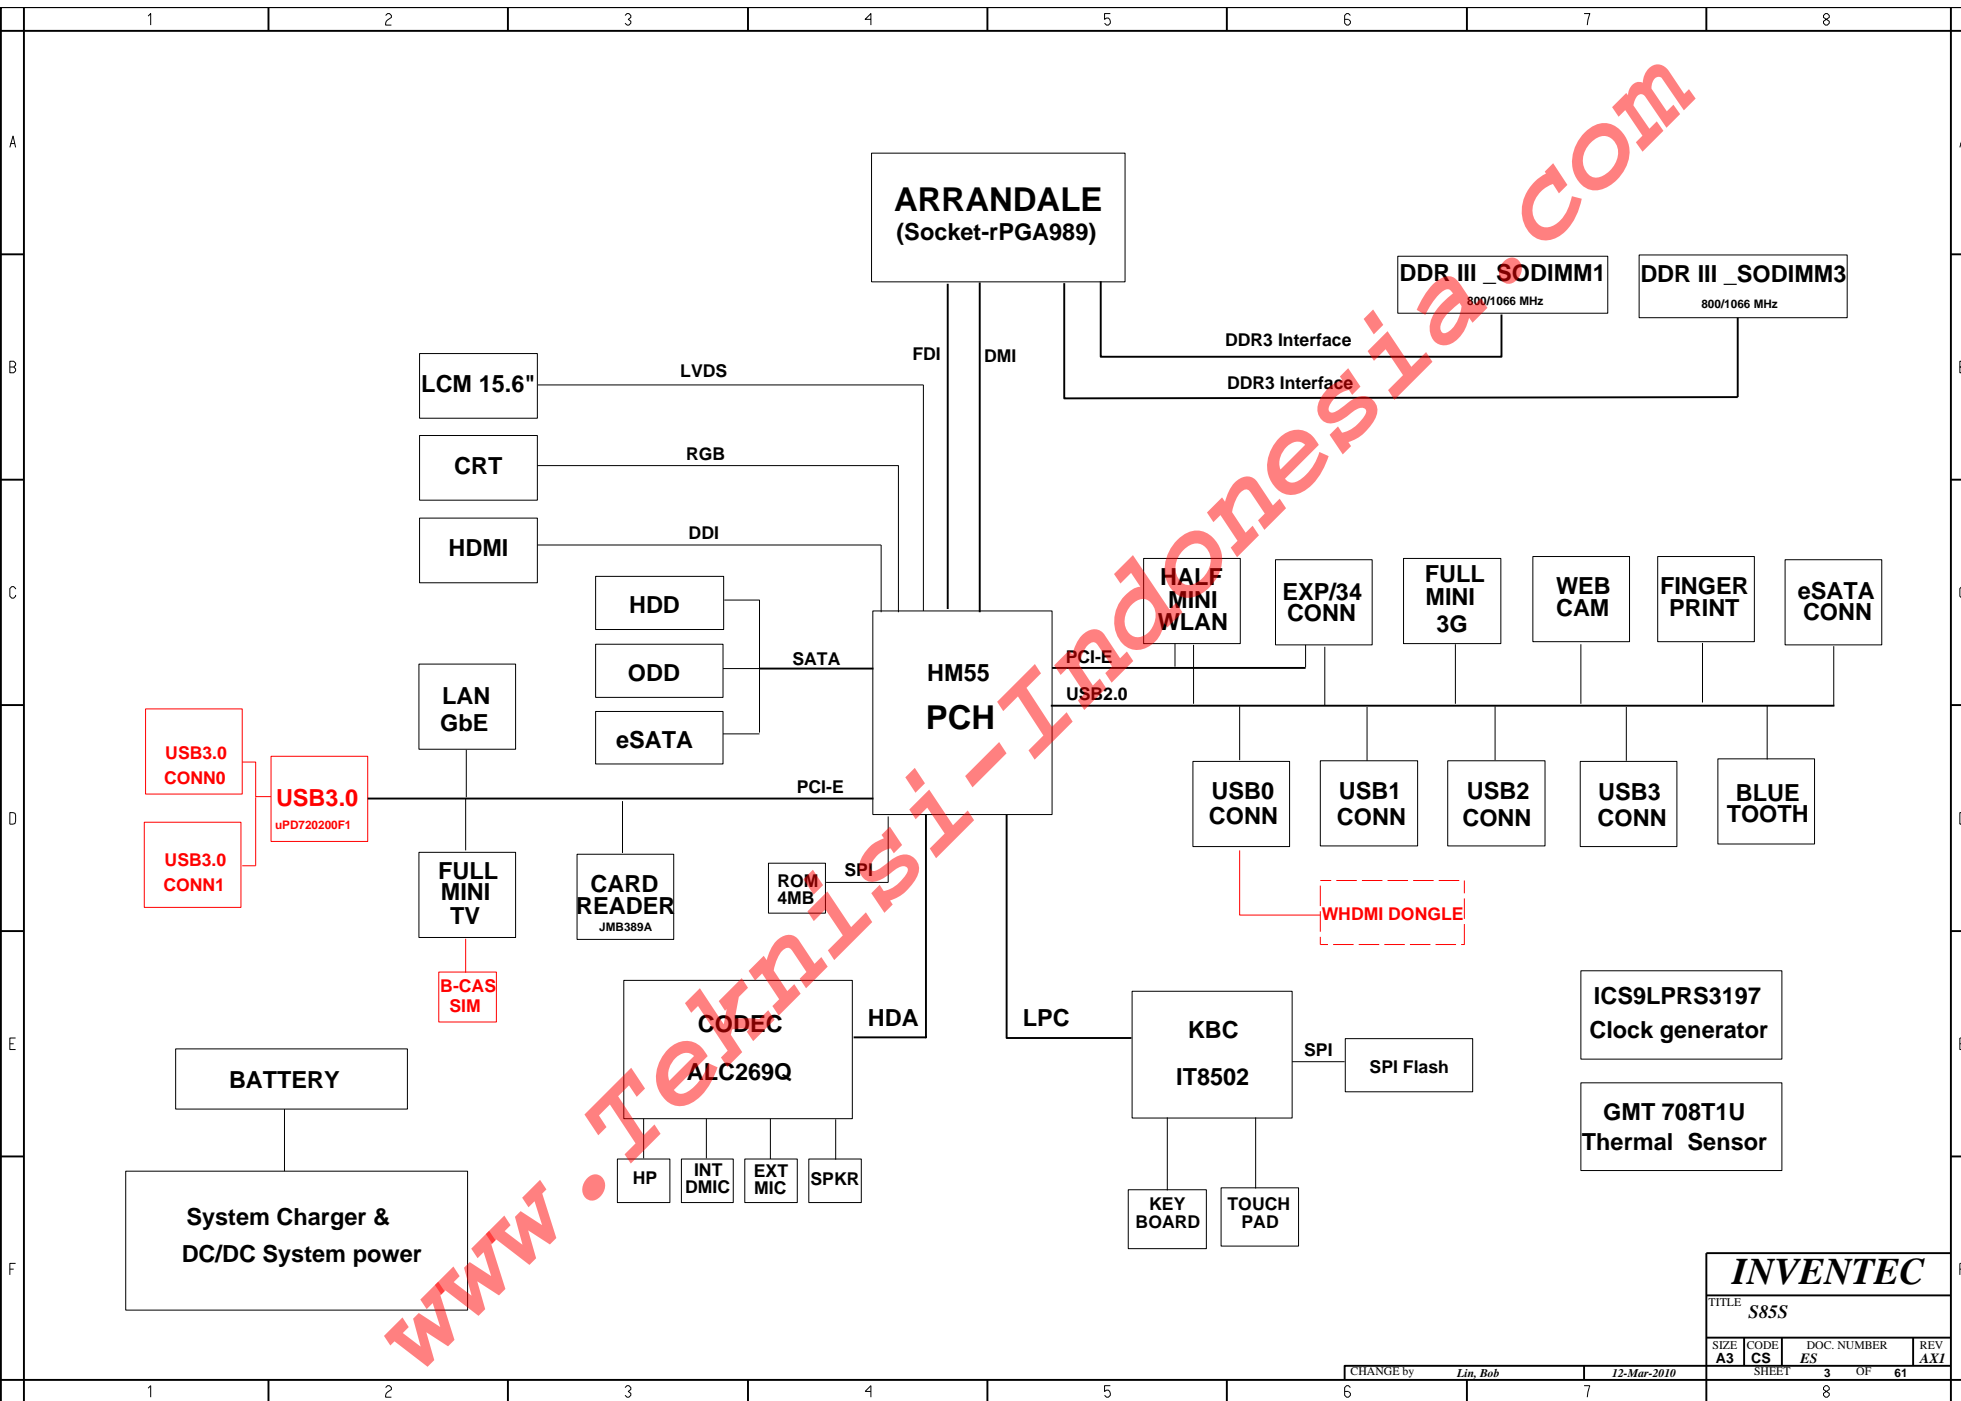 1 2 3 4 5 6 7 8
A
B
C
D
E
F
ARRANDALE
(Socket-rPGA989)
DDR III _SODIMM1
800/1066 MHz
DDR III _SODIMM3
800/1066 MHz
FDI
DMI
DDR3 Interface
DDR3 Interface
LCM 15.6"
LVDS
CRT
RGB
HDMI
DDI
HDD
ODD
eSATA
SATA
HM55
PCH
PCI-E
USB2.0
HALF
MINI
WLAN
EXP/34
CONN
FULL
MINI
3G
WEB
CAM
FINGER
PRINT
eSATA
CONN
LAN
GbE
USB3.0
CONN0
USB3.0
uPD720200F1
USB3.0
CONN1
PCI-E
FULL
MINI
TV
B-CAS
SIM
CARD
READER
JMB389A
ROM
4MB
SPI
USB0
CONN
USB1
CONN
USB2
CONN
USB3
CONN
BLUE
TOOTH
WHDMI DONGLE
CODEC
ALC269Q
HDA
LPC
KBC
IT8502
SPI
SPI Flash
ICS9LPRS3197
Clock generator
GMT 708T1U
Thermal Sensor
BATTERY
System Charger &
DC/DC System power
HP
INT
DMIC
EXT
MIC
SPKR
KEY
BOARD
TOUCH
PAD
www.Teknisi-Indonesia.com
INVENTEC
TITLE S85S
SIZE CODE DOC. NUMBER REV
A3 CS ES AX1
CHANGE by Lin, Bob 12-Mar-2010 SHEET 3 OF 61
1 2 3 4 5 6 7 8